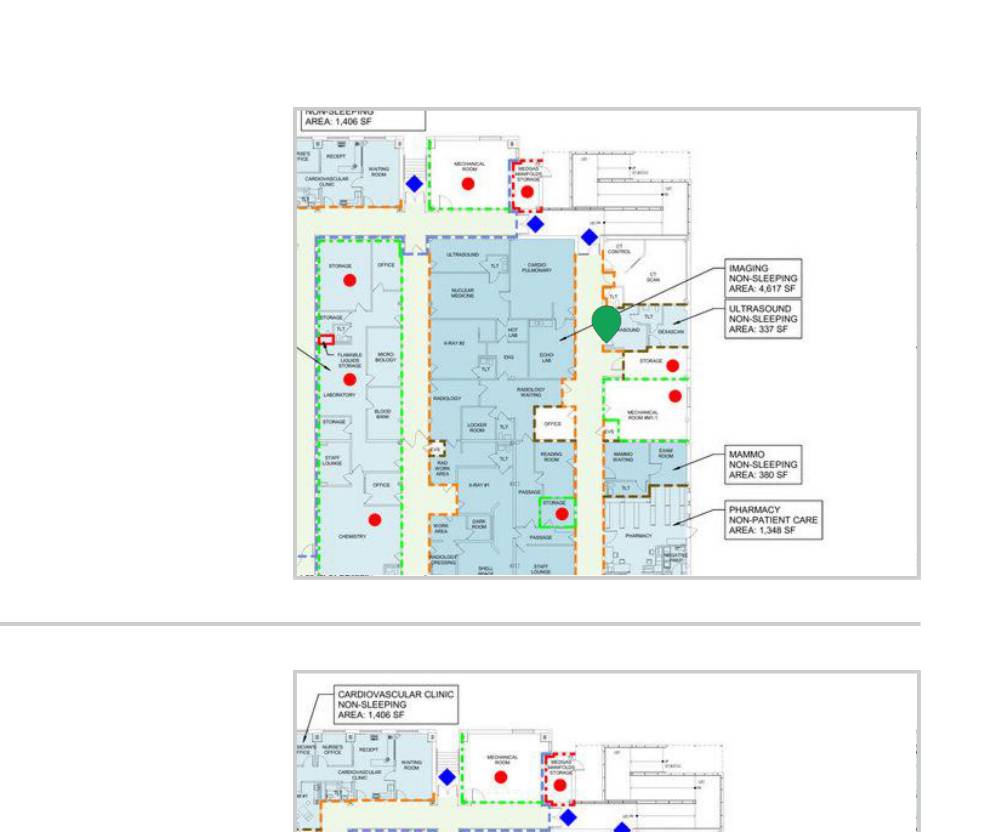 NON-SLEEPING
AREA: 1,406 SF
RECEPT
WAITING
ROOM
CARDIOVASCULAR
CLINIC
TLT
MECHANICAL
ROOM
MEDGAS
MANIFOLDS
STORAGE
CT
CONTROL
CT
SCAN
TLT
STORAGE
OFFICE
STORAGE
TLT
FLAMABLE
LIQUIDS
STORAGE
MICRO
BIOLOGY
LABORATORY
BLOOD
BANK
STORAGE
STAFF
LOUNGE
OFFICE
CHEMISTRY
ULTRASOUND
TLT
CARDIO
PULMONARY
NUCLEAR
MEDICINE
HOT
LAB
X-RAY #2
EKG
ECHO
LAB
TLT
RADIOLOGY
WAITING
RADIOLOGY
LOCKER
ROOM
TLT
OFFICE
EVS
RAD
WORK
AREA
TLT
READING
ROOM
X-RAY #1
PASSAGE
STORAGE
WORK
AREA
DARK
ROOM
PASSAGE
RADIOLOGY
DRESSING
SHELL
SPACE
STAFF
LOUNGE
TLT
DEXASCAN
STORAGE
MECHANICAL
EVS
MAMMO
WAITING
EXAM
ROOM
TLT
PHARMACY
IMAGING
NON-SLEEPING
AREA: 4,617 SF
ULTRASOUND
NON-SLEEPING
AREA: 337 SF
MAMMO
NON-SLEEPING
AREA: 380 SF
PHARMACY
NON-PATIENT CARE
AREA: 1,348 SF
CARDIOVASCULAR CLINIC
NON-SLEEPING
AREA: 1,406 SF
NURSE'S
OFFICE
RECEPT
WAITING
ROOM
CARDIOVASCULAR
CLINIC
TLT
MECHANICAL
ROOM
MEDGAS
MANIFOLDS
STORAGE